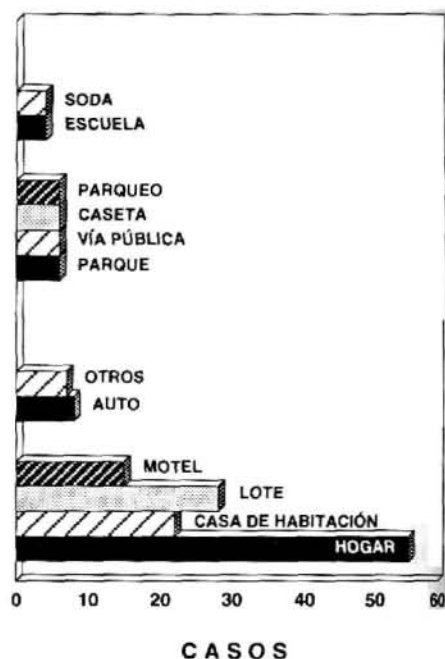 SODA
ESCUELA
PARQUEO
CASETA
VÍA PÚBLICA
PARQUE
OTROS
AUTO
MOTEL
LOTE
CASA DE HABITACIÓN
HOGAR
0 10 20 30 40 50 60
CASOS